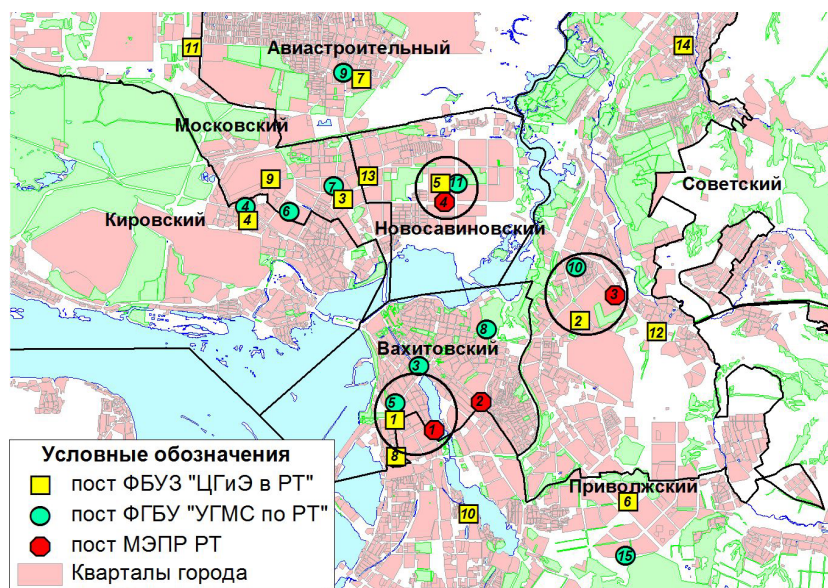 11
Авиастроительный
14
9
7
Московский
9
13
7
3
5
11
4
Советский
4
4
6
Кировский
Новосавиновский
10
3
2
12
8
Вахитовский
3
5
1
2
1
8
Условные обозначения
пост ФБУЗ "ЦГиЭ в РТ"
пост ФГБУ "УГМС по РТ"
пост МЭПР РТ
Кварталы города
10
Приволжский
6
15